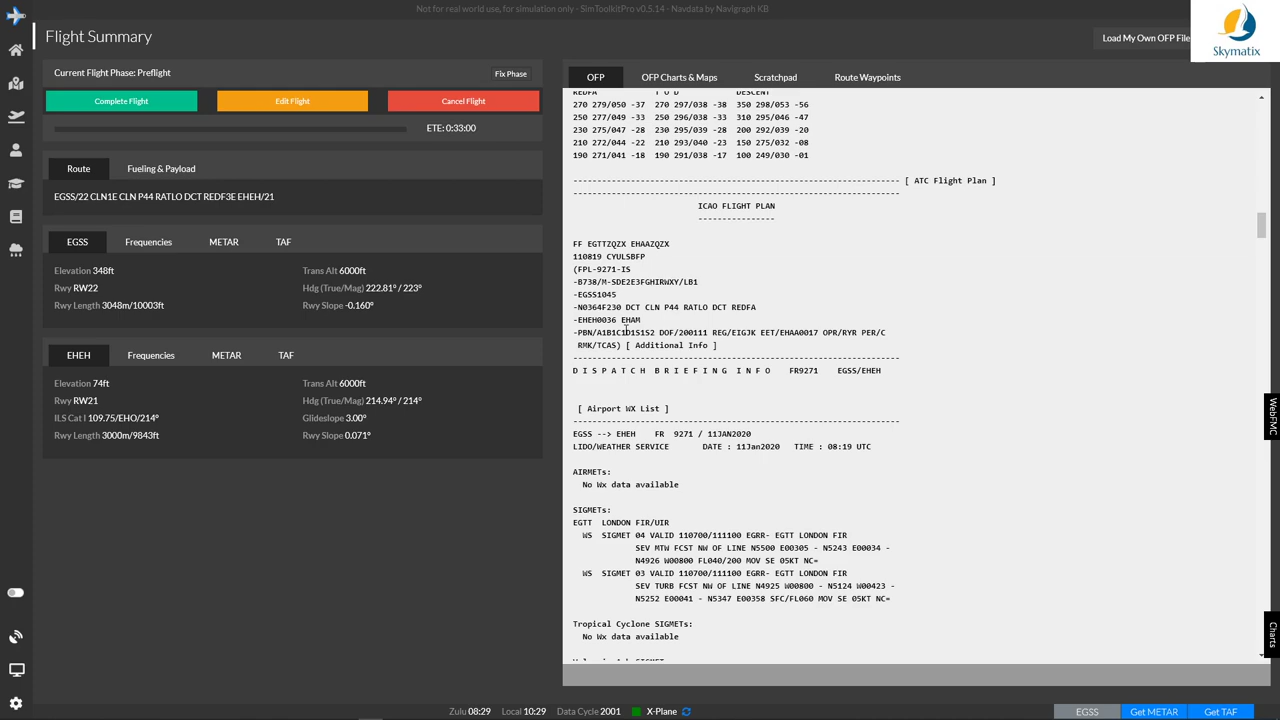 Not for real world use, for simulation only - SimToolkitPro v0.5.14 - Navdata by Navigraph KB
Flight Summary
Load My Own OFP File
Skymatix
Current Flight Phase: Preflight
Fix Phase
Complete Flight
Edit Flight
Cancel Flight
ETE: 0:33:00
Route
Fueling & Payload
EGSS/22 CLN1E CLN P44 RATLO DCT REDF3E EHEH/21
EGSS
Frequencies
METAR
TAF
Elevation 348ft
Trans Alt 6000ft
Rwy RW22
Hdg (True/Mag) 222.81° / 223°
Rwy Length 3048m/10003ft
Rwy Slope -0.160°
EHEH
Frequencies
METAR
TAF
Elevation 74ft
Trans Alt 6000ft
Rwy RW21
Hdg (True/Mag) 214.94° / 214°
ILS Cat I 109.75/EHO/214°
Glideslope 3.00°
Rwy Length 3000m/9843ft
Rwy Slope 0.071°
OFP
OFP Charts & Maps
Scratchpad
Route Waypoints
REDFA T O D DESCENT
270 279/050 -37 270 297/038 -38 350 298/053 -56
250 277/049 -33 250 296/038 -33 310 295/046 -47
230 275/047 -28 230 295/039 -28 200 292/039 -20
210 272/044 -22 210 293/040 -23 150 275/032 -08
190 271/041 -18 190 291/038 -17 100 249/030 -01
-------------------------------------------------------------------- [ ATC Flight Plan ]
--------------------------------------------------------------------
ICAO FLIGHT PLAN
----------------
FF EGTTZQZX EHAAZQZX
110819 CYULSBFP
(FPL-9271-IS
-B738/M-SDE2E3FGHIRWXY/LB1
-EGSS1045
-N0364F230 DCT CLN P44 RATLO DCT REDFA
-EHEH0036 EHAM
-PBN/A1B1C1D1S1S2 DOF/200111 REG/EIGJK EET/EHAA0017 OPR/RYR PER/C
RMK/TCAS) [ Additional Info ]
--------------------------------------------------------------------
D I S P A T C H B R I E F I N G I N F O FR9271 EGSS/EHEH
[ Airport WX List ]
--------------------------------------------------------------------
EGSS --> EHEH FR 9271 / 11JAN2020
LIDO/WEATHER SERVICE DATE : 11Jan2020 TIME : 08:19 UTC
AIRMETs:
No Wx data available
SIGMETs:
EGTT LONDON FIR/UIR
WS SIGMET 04 VALID 110700/111100 EGRR- EGTT LONDON FIR
SEV MTW FCST NW OF LINE N5500 E00305 - N5243 E00034 -
N4926 W00800 FL040/200 MOV SE 05KT NC=
WS SIGMET 03 VALID 110700/111100 EGRR- EGTT LONDON FIR
SEV TURB FCST NW OF LINE N4925 W00800 - N5124 W00423 -
N5252 E00041 - N5347 E00358 SFC/FL060 MOV SE 05KT NC=
Tropical Cyclone SIGMETs:
No Wx data available
WebFMC
Charts
Zulu 08:29 Local 10:29 Data Cycle 2001 X-Plane
EGSS
Get METAR
Get TAF